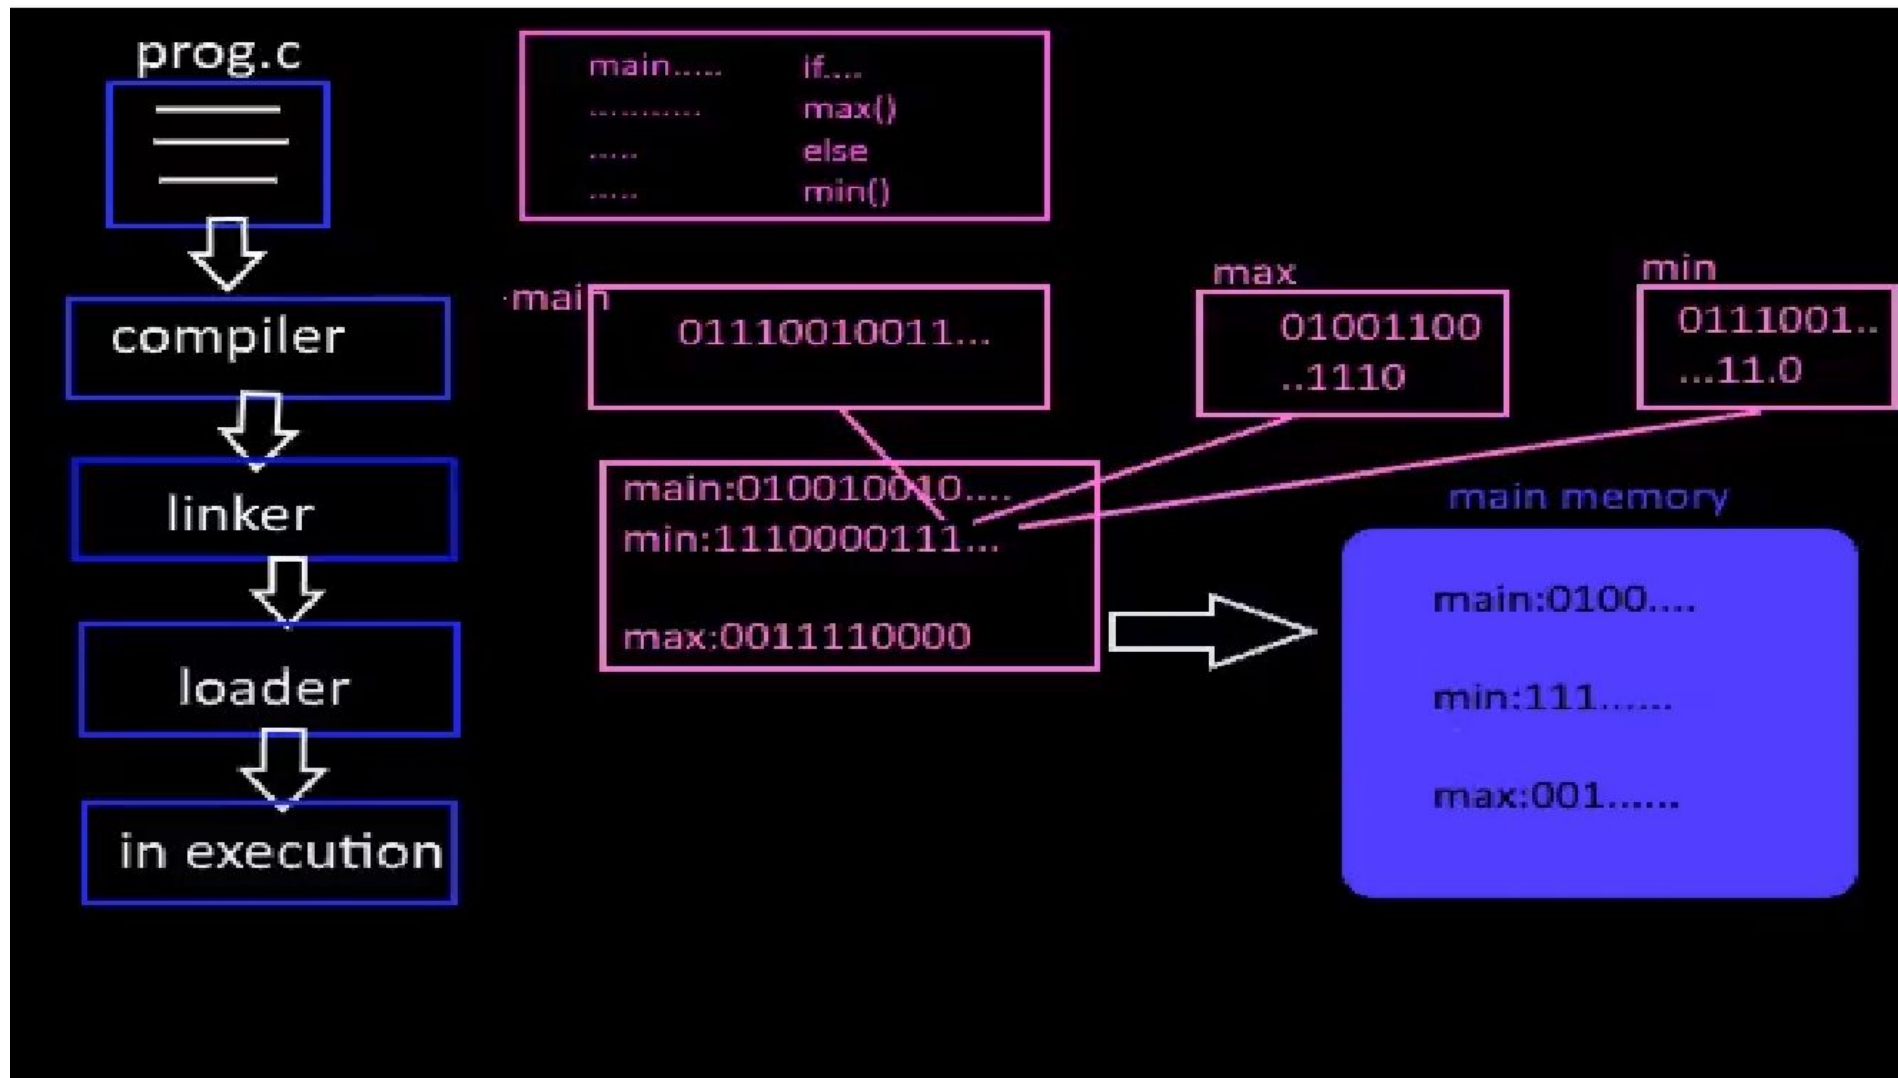 prog.c
main.....
...........
.....
.....
if....
max()
else
min()
compiler
·main
01110010011...
max
01001100
..1110
min
0111001..
...11.0
linker
main:010010010....
min:1110000111...
max:0011110000
main memory
main:0100....
min:111......
max:001......
loader
in execution